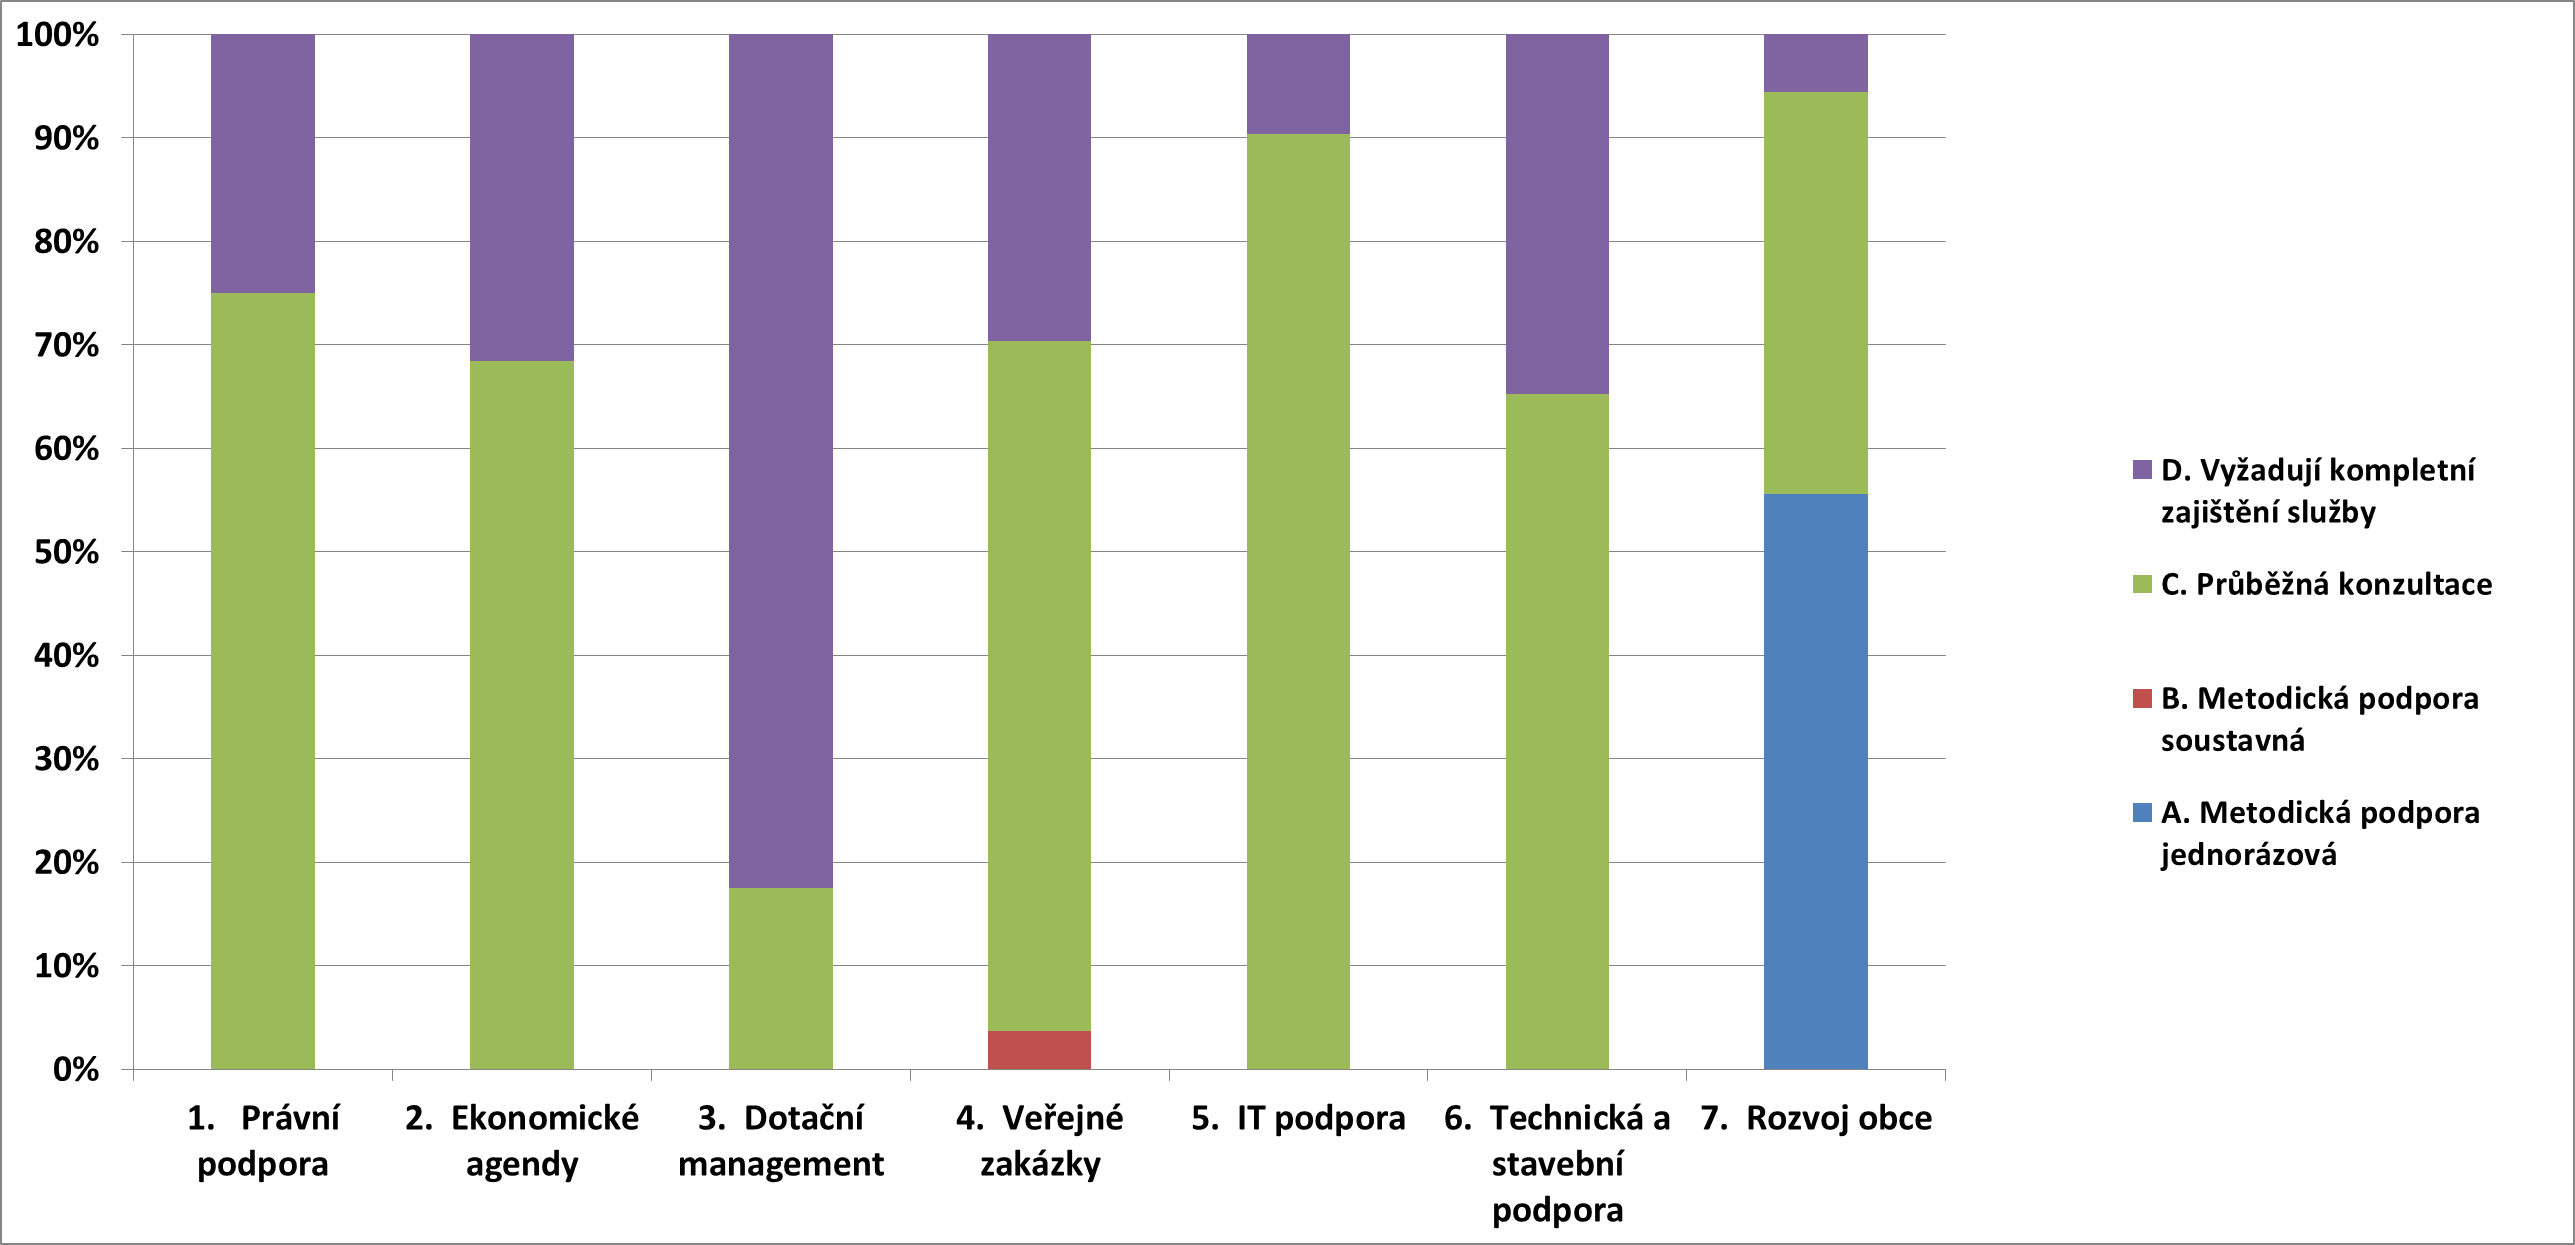 100%
90%
80%
70%
60%
50%
40%
30%
20%
10%
0%
1.   Právní
podpora
2.  Ekonomické
agendy
3.  Dotační
management
4.  Veřejné
zakázky
5.  IT podpora
6.  Technická a
stavební
podpora
7.  Rozvoj obce
D. Vyžadují kompletní
zajištění služby
C. Průběžná konzultace
B. Metodická podpora
soustavná
A. Metodická podpora
jednorázová